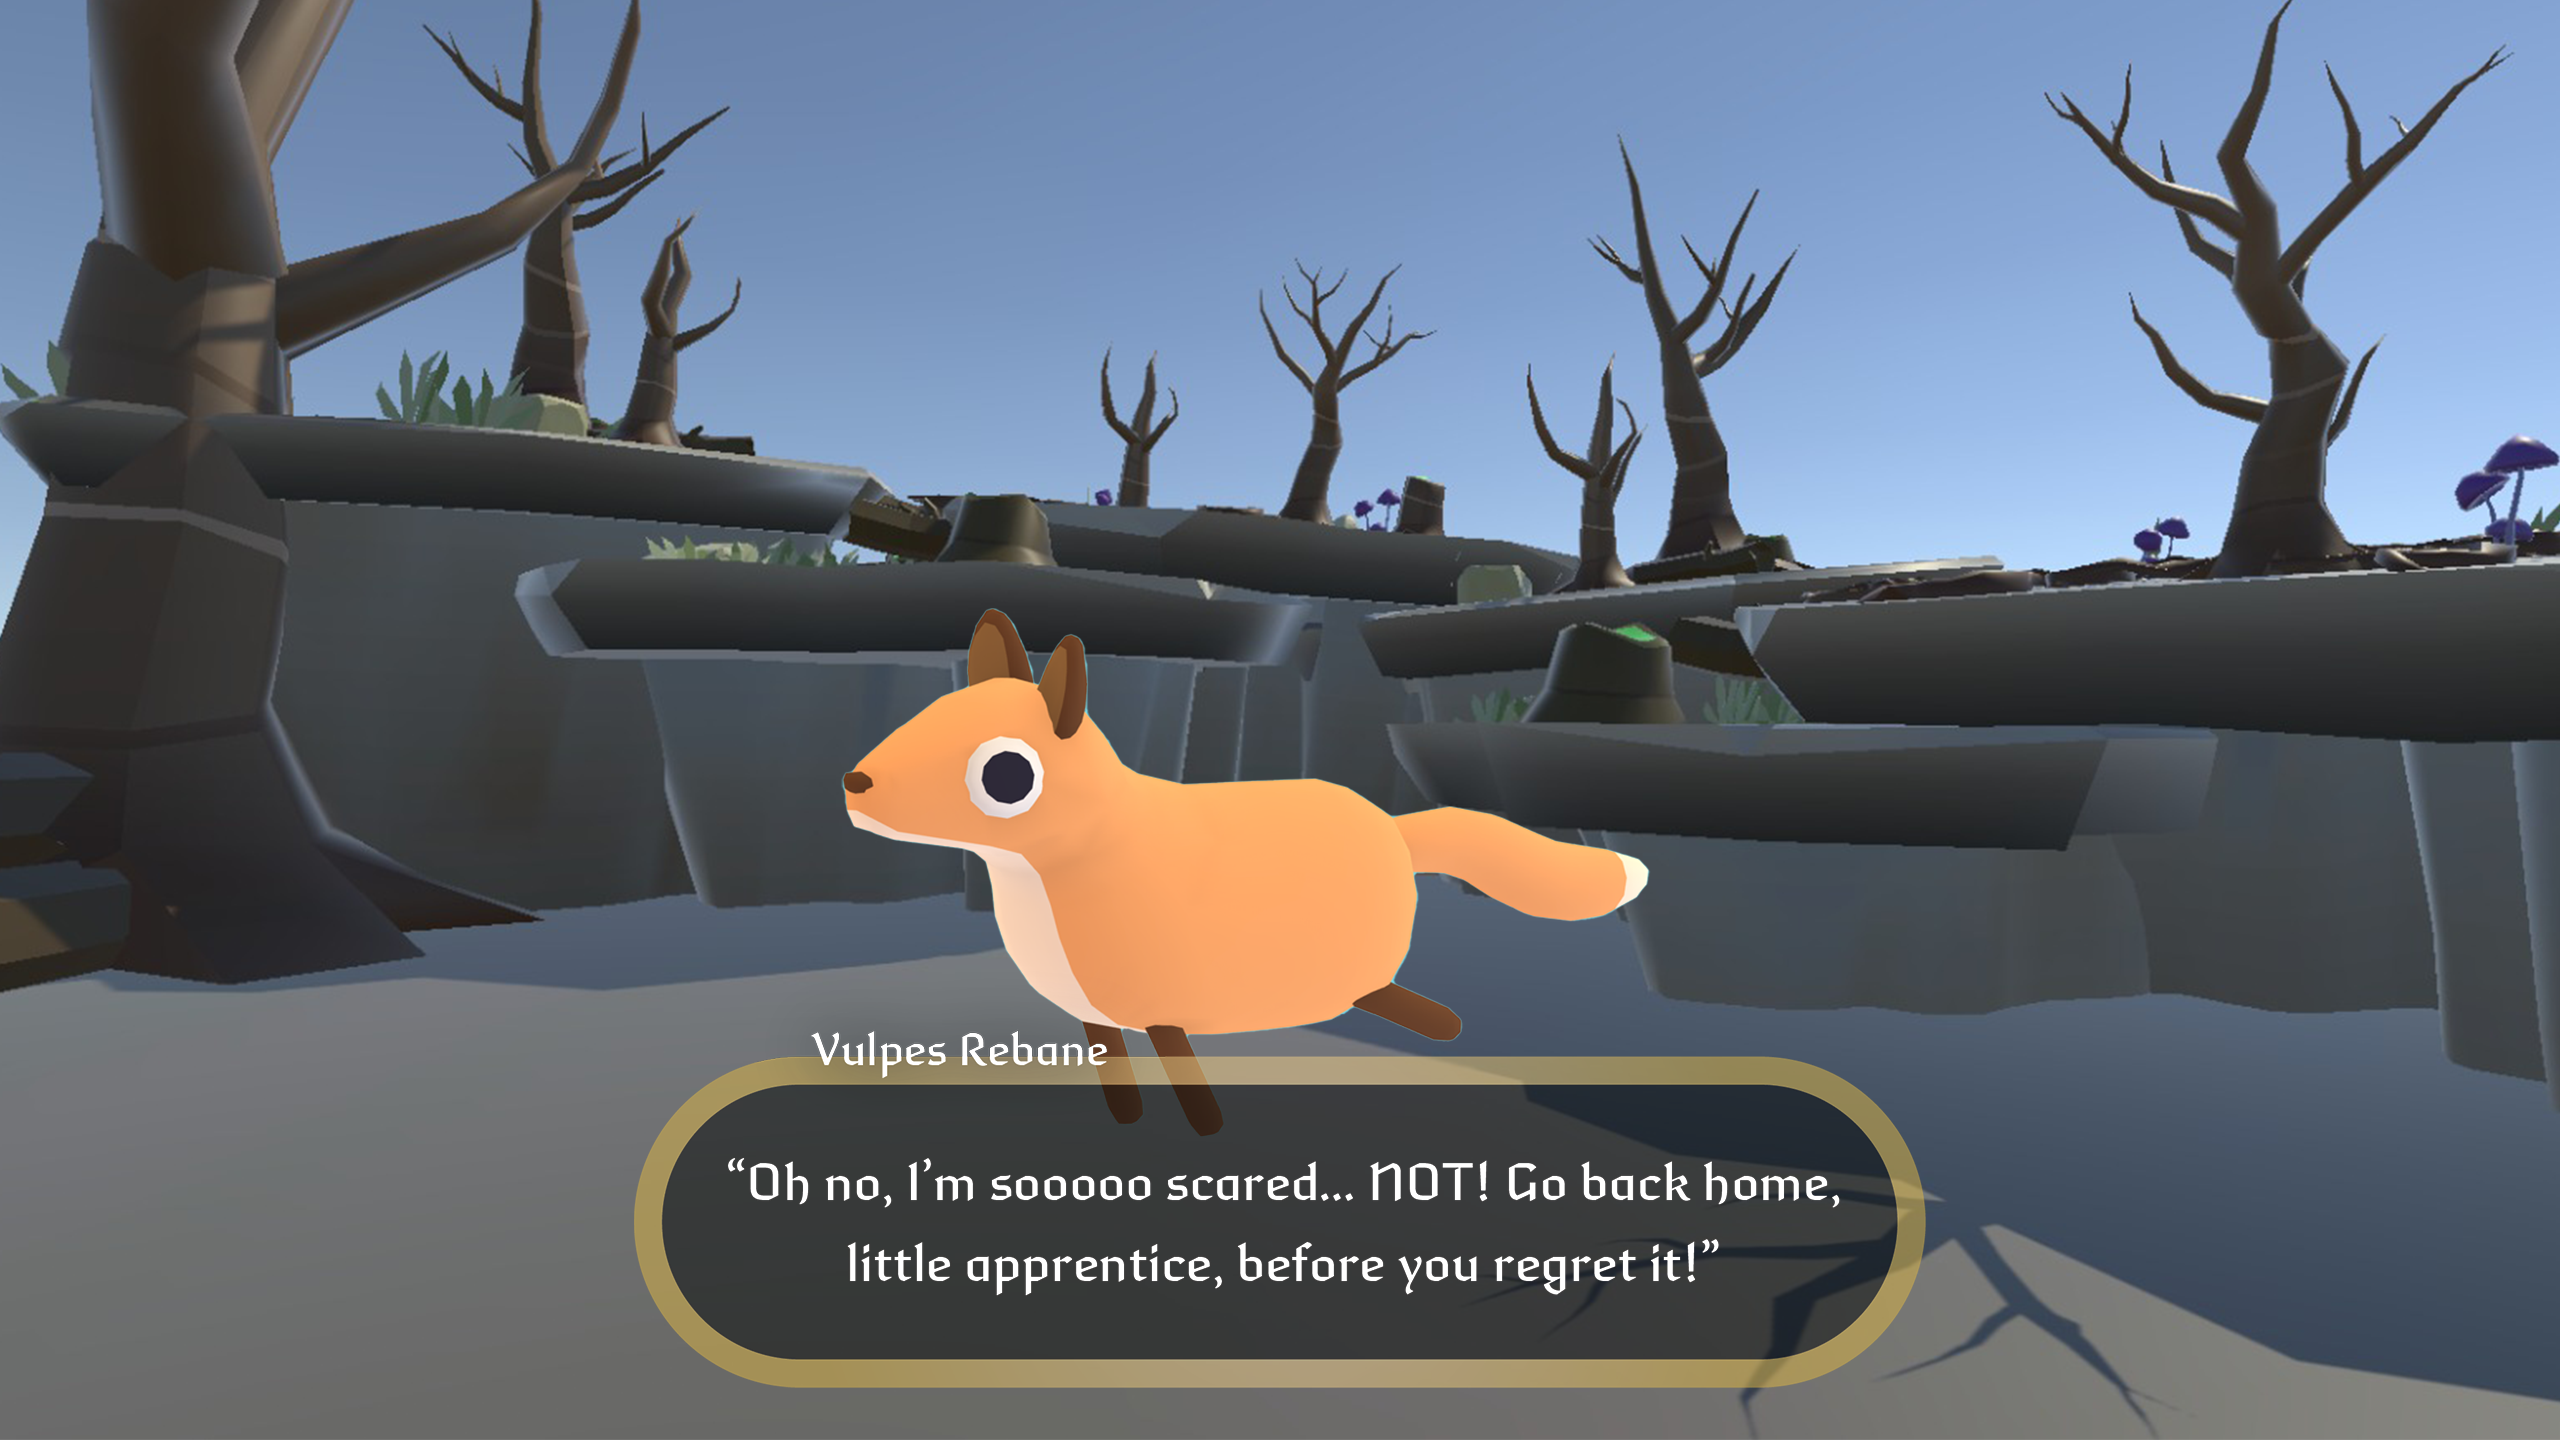 Vulpes Rebane
“Oh no, I’m sooooo scared... NOT! Go back home,
little apprentice, before you regret it!”